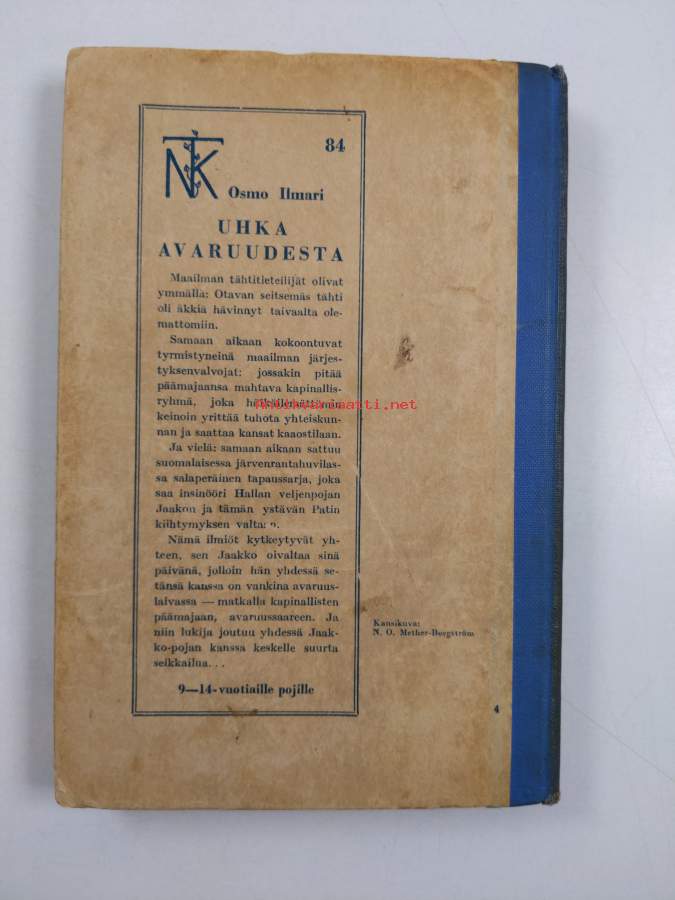 NTK
84
Osmo Ilmari
UHKA
AVARUUDESTA
Maailman tähtitieteilijät olivat
ymmällä: Otavan seitsemäs tähti
oli äkkiä hävinnyt taivaalta ole-
mattomiin.
Samaan aikaan kokoontuvat
tyrmistyneinä maailman järjes-
tyksenvalvojat: jossakin pitää
päämajaansa mahtava kapinallis-
ryhmä, joka
Antikvariaatti.net
keinoin yrittää tuhota yhteiskun-
nan ja saattaa kansat kaaostilaan.
Ja vielä: samaan aikaan sattuu
suomalaisessa järvenrantahuvilas-
sa salaperäinen tapaussarja, joka
saa insinööri Hallan veljenpojan
Jaakon ja tämän ystävän Patin
kiihtymyksen
Nämä ilmiöt kytkeytyvät yh-
teen, sen Jaakko oivaltaa sinä
päivänä, jolloin hän yhdessä se-
tänsä kanssa on vankina avaruus-
laivassa — matkalla kapinallisten
päämajaan, avaruussaareen. Ja
niin lukija joutuu yhdessä Jaak-
ko-pojan kanssa keskelle suurta
seikkailua...
9—14-vuotiaille pojille
Kansikuva:
N. O. Mether-Borgström
4